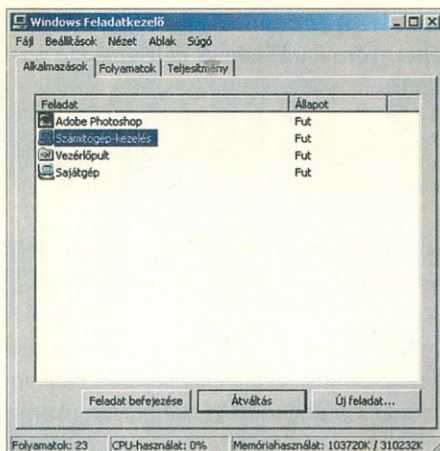 Windows Feladatkezelő
Fájl Beállítások Nézet Ablak Súgó
Alkalmazások Folyamatok Teljesítmény
Feladat Állapot
Adobe Photoshop Fut
Számítógép-kezelés Fut
Vezérlőpult Fut
Sajátgép Fut
Feladat befejezése Átváltás Új feladat...
Folyamatok: 23 CPU-használat: 0% Memóriahasználat: 103720K / 310232K